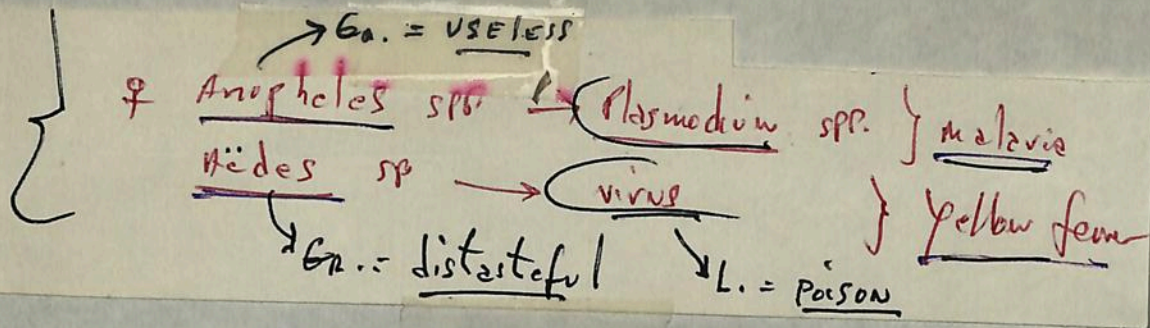 Gr. = USEless
♀ Anopheles spp. → Plasmodium spp. } malaria
Aëdes sp → virus } Yellow fever
Gr. = distasteful L. = poison